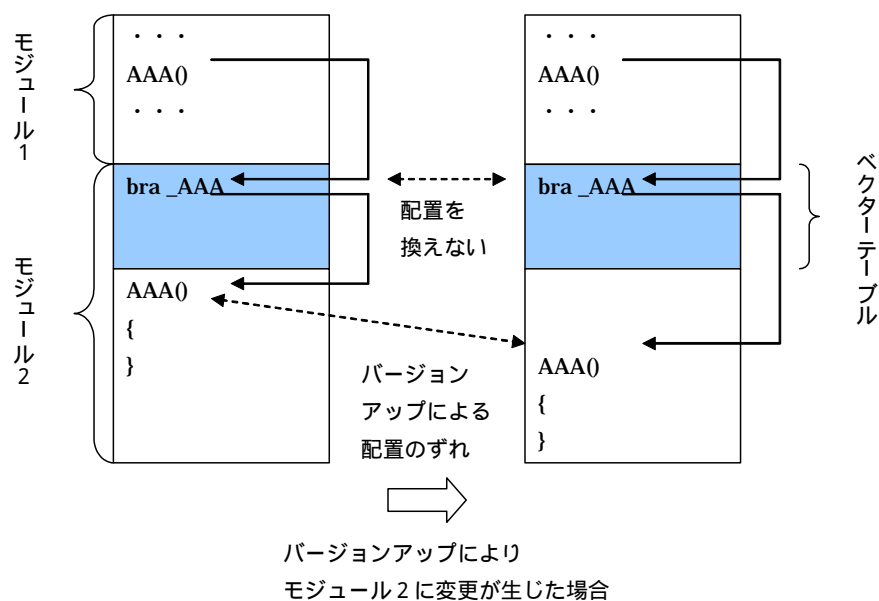 モジュール1
・・・
AAA()
・・・
bra _AAA
モジュール2
AAA()
{
}
配置を
換えない
バージョン
アップによる
配置のずれ
・・・
AAA()
・・・
bra _AAA
ベクターテーブル
AAA()
{
}
バージョンアップにより
モジュール2に変更が生じた場合